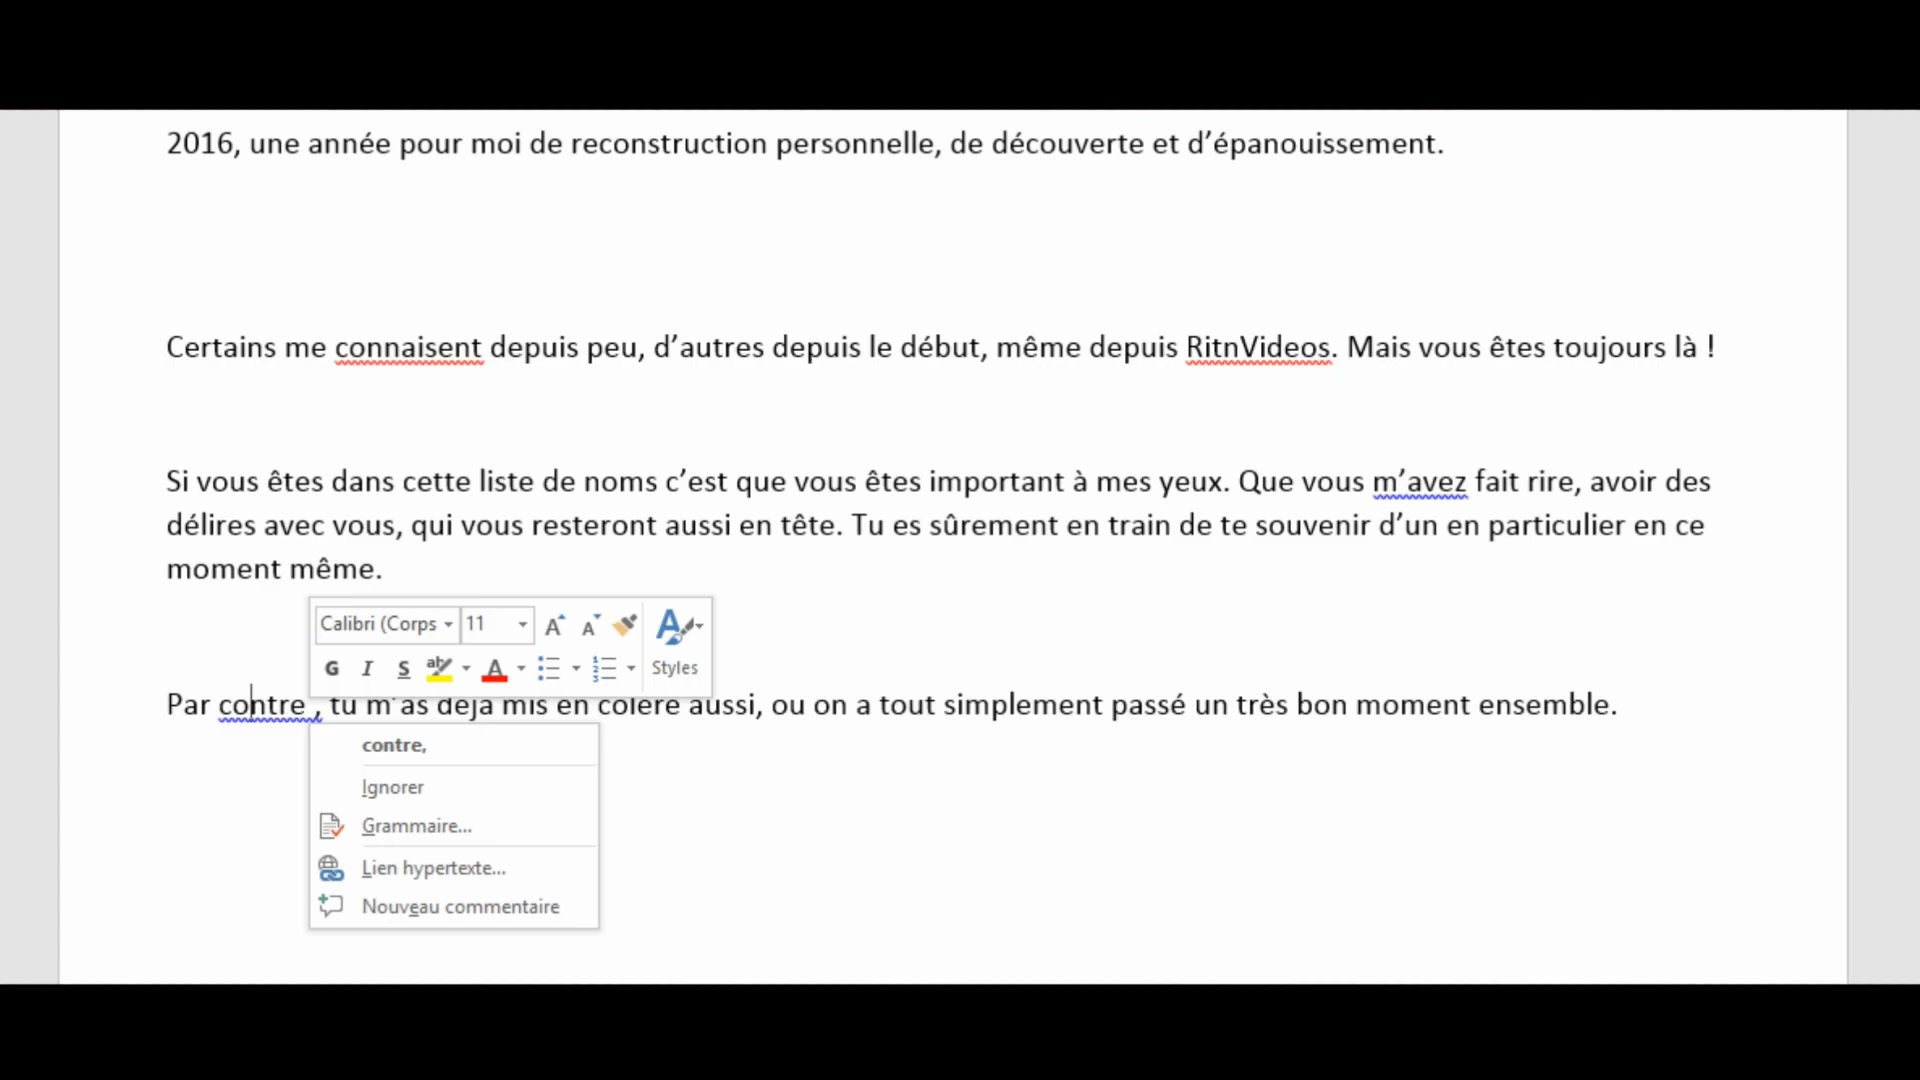 2016, une année pour moi de reconstruction personnelle, de découverte et d’épanouissement.
Certains me connaisent depuis peu, d’autres depuis le début, même depuis RitnVideos. Mais vous êtes toujours là !
Si vous êtes dans cette liste de noms c’est que vous êtes important à mes yeux. Que vous m’avez fait rire, avoir des
délires avec vous, qui vous resteront aussi en tête. Tu es sûrement en train de te souvenir d’un en particulier en ce
moment même.
Calibri (Corps 11
G I S ab A Styles
Par contre , tu m’as déjà mis en colère aussi, ou on a tout simplement passé un très bon moment ensemble.
contre,
Ignorer
Grammaire...
Lien hypertexte...
Nouveau commentaire